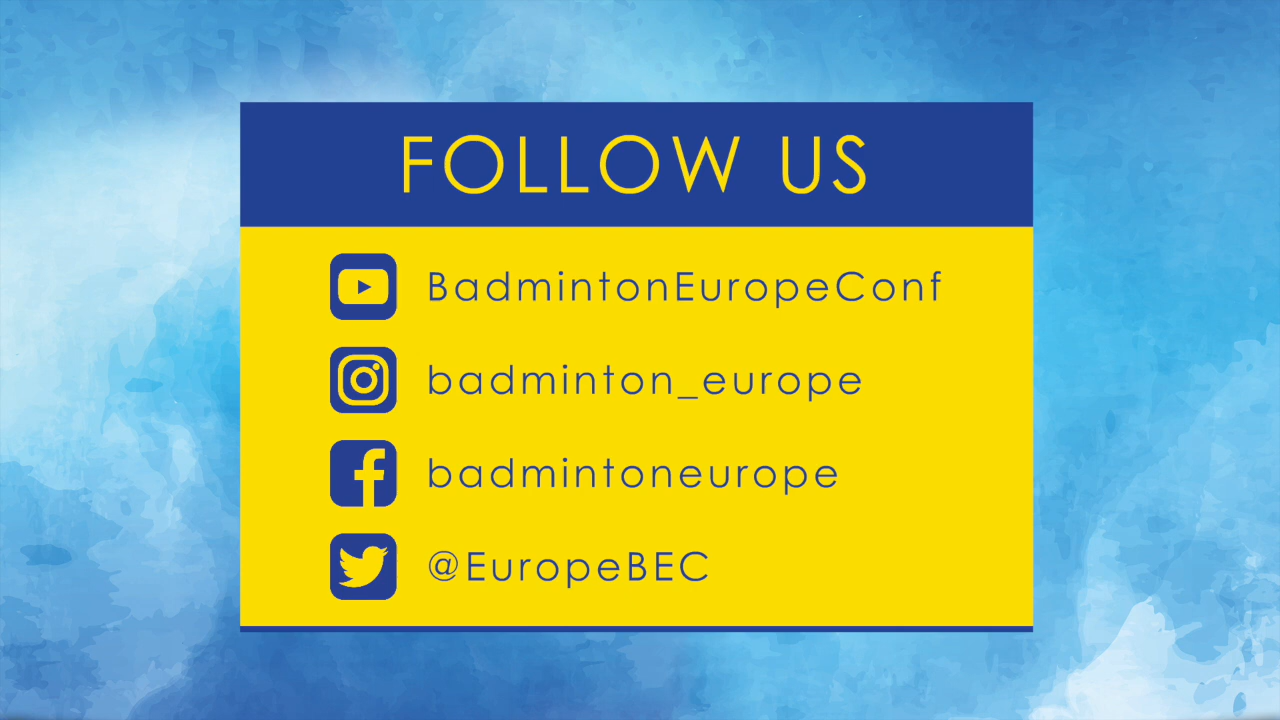 FOLLOW US
BadmintonEuropeConf
badminton_europe
badmintoneurope
@EuropeBEC